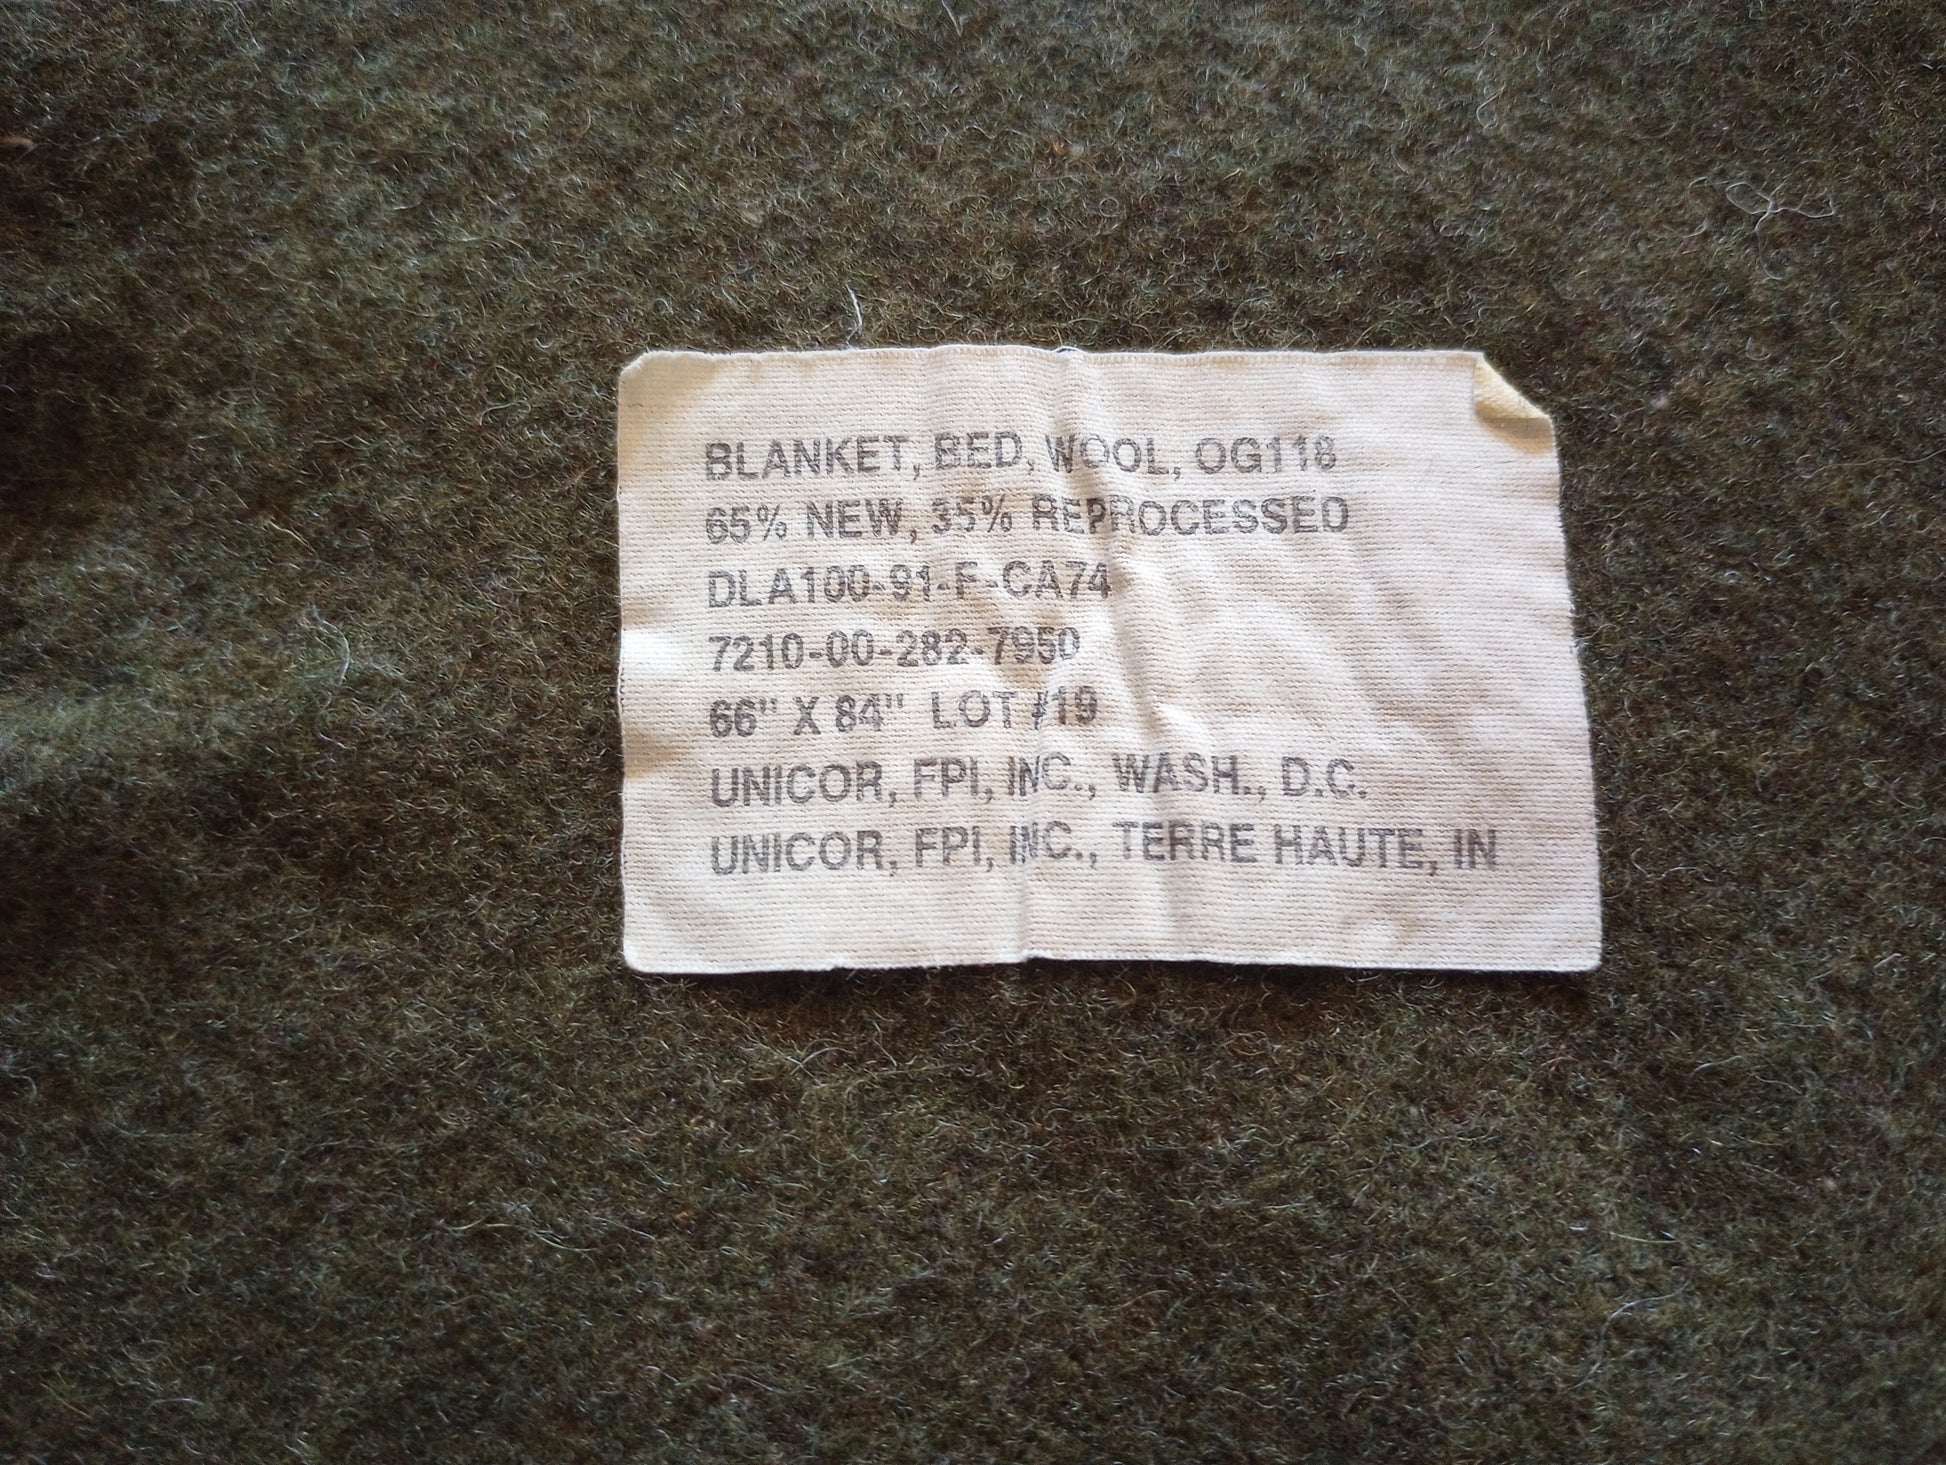 BLANKET, BED, WOOL, OG118
65% NEW, 35% REPROCESSED
DLA100-91-F-CA74
7210-00-282-7950
66" X 84" LOT #19
UNICOR, FPI, INC., WASH., D.C.
UNICOR, FPI, INC., TERRE HAUTE, IN